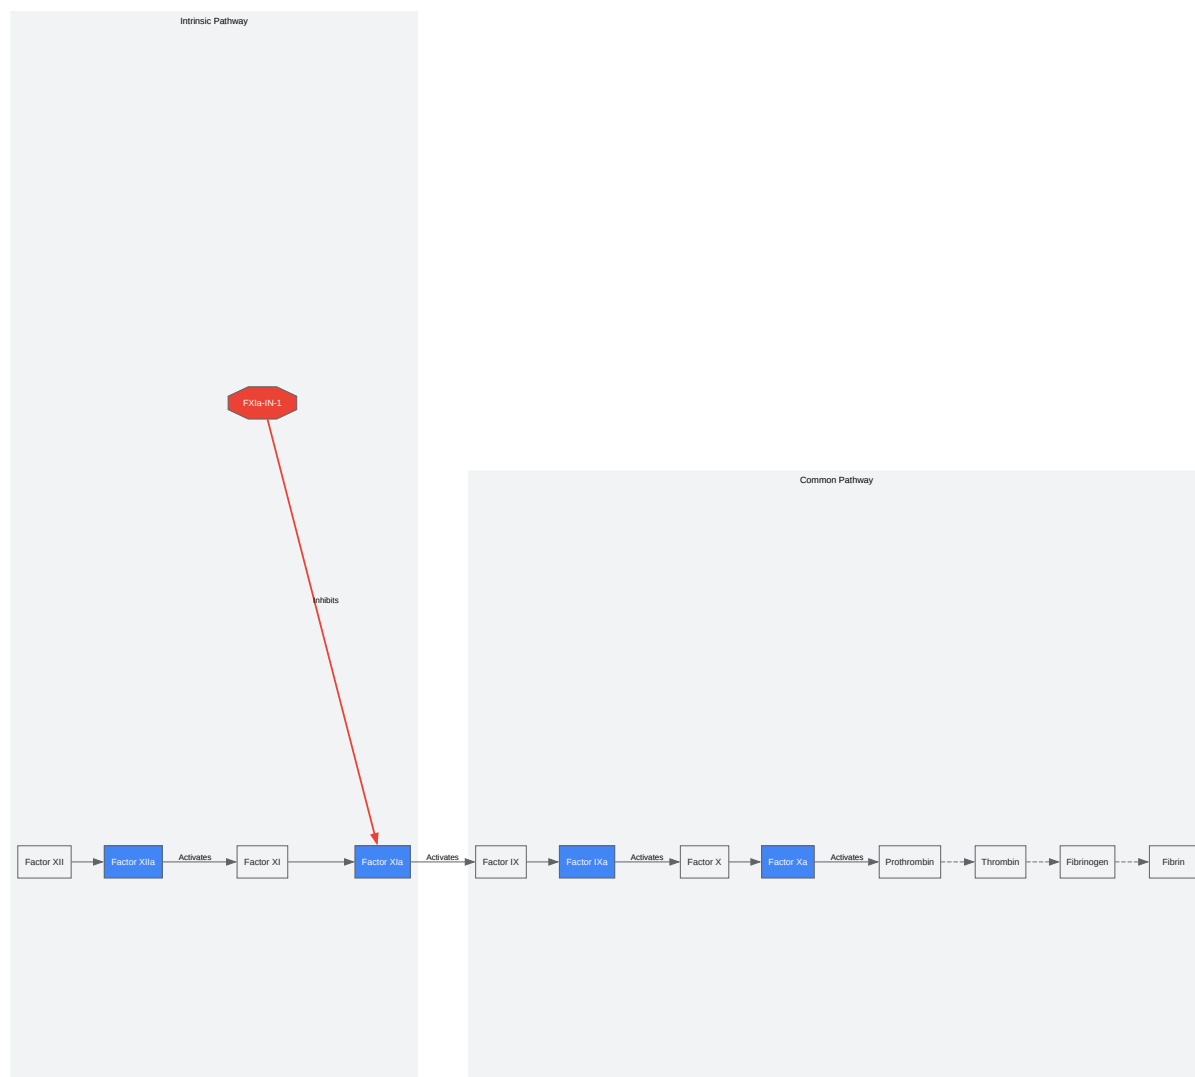 Intrinsic Pathway
FXIa-IN-1
Common Pathway
Inhibits
Factor XII
Factor XIIa
Activates
Factor XI
Factor XIa
Activates
Factor IX
Factor IXa
Activates
Factor X
Factor Xa
Activates
Prothrombin
Thrombin
Fibrinogen
Fibrin